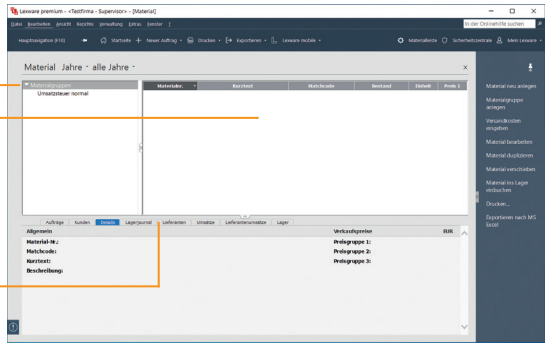 Lexware premium - <Testfirma - Supervisor> - [Material]
Datei Bearbeiten Ansicht Berichte Verwaltung Extras Fenster ?
In der Onlinehilfe suchen
Hauptnavigation (F10) Startseite Neuer Auftrag Drucken Exportieren Lexware mobile Materialliste Sicherheitszentrale Mein Lexware
Material Jahre alle Jahre
Materialgruppen
Umsatzsteuer normal
Materialnr. Kurztext Matchcode Bestand Einheit Preis 1
Material neu anlegen
Materialgruppe anlegen
Versandkosten eingeben
Material bearbeiten
Material duplizieren
Material verschieben
Material ins Lager einbuchen
Drucken...
Exportieren nach MS Excel
Aufträge Kunden Details Lagerjournal Lieferanten Umsätze Lieferantenumsätze Lager
Allgemein Verkaufspreise EUR
Material-Nr.: Preisgruppe 1:
Matchcode: Preisgruppe 2:
Kurztext: Preisgruppe 3:
Beschreibung: